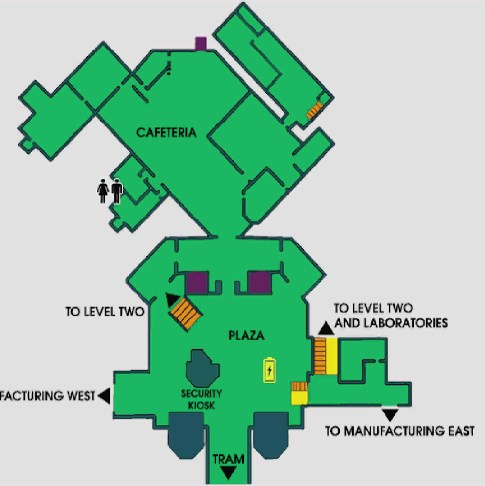 CAFETERIA
TO LEVEL TWO
TO LEVEL TWO
AND LABORATORIES
PLAZA
FACTURING WEST
SECURITY
KIOSK
TO MANUFACTURING EAST
TRAM